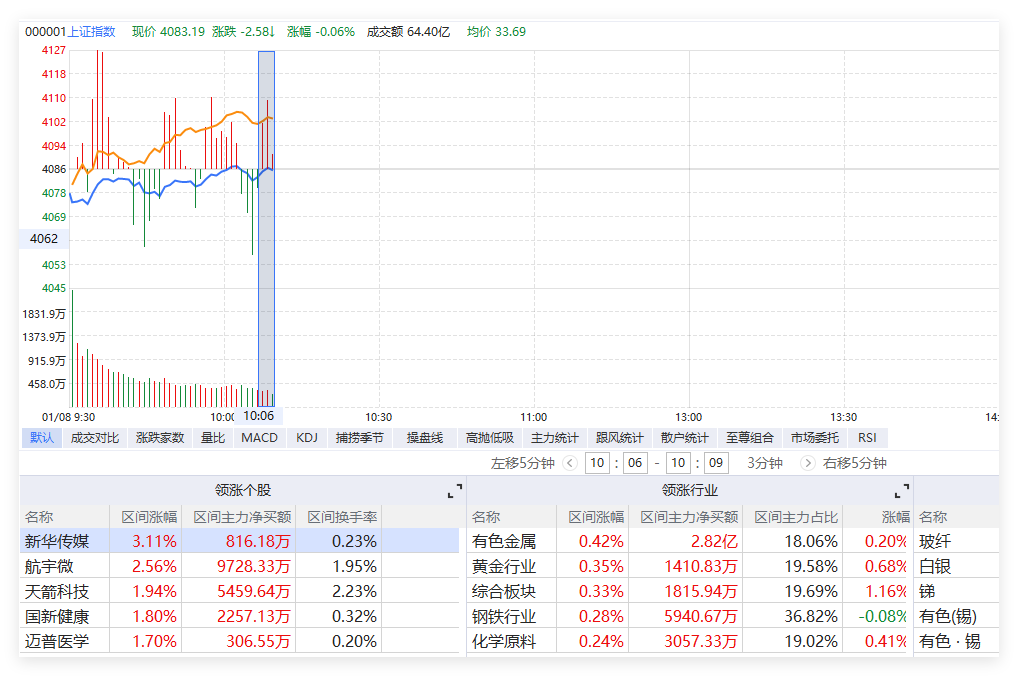 000001上证指数 现价 4083.19 涨跌 -2.58↓ 涨幅 -0.06% 成交额 64.40亿 均价 33.69
4127
4118
4110
4102
4094
4086
4078
4069
4062
4053
4045
1831.9万
1373.9万
915.9万
458.0万
01/08 9:30 10:00 10:06 10:30 11:00 13:00 13:30 14:
默认 成交对比 涨跌家数 量比 MACD KDJ 捕捞季节 操盘线 高抛低吸 主力统计 跟风统计 散户统计 至尊组合 市场委托 RSI
左移5分钟 10 : 06 - 10 : 09 3分钟 右移5分钟
领涨个股 领涨行业
名称 区间涨幅 区间主力净买额 区间换手率 名称 区间涨幅 区间主力净买额 区间主力占比 涨幅 名称
新华传媒 3.11% 816.18万 0.23% 有色金属 0.42% 2.82亿 18.06% 0.20% 玻纤
航宇微 2.56% 9728.33万 1.95% 黄金行业 0.35% 1410.83万 19.58% 0.68% 白银
天箭科技 1.94% 5459.64万 2.23% 综合板块 0.33% 1815.94万 19.69% 1.16% 锑
国新健康 1.80% 2257.13万 0.32% 钢铁行业 0.28% 5940.67万 36.82% -0.08% 有色(锡)
迈普医学 1.70% 306.55万 0.20% 化学原料 0.24% 3057.33万 19.02% 0.41% 有色 · 锡